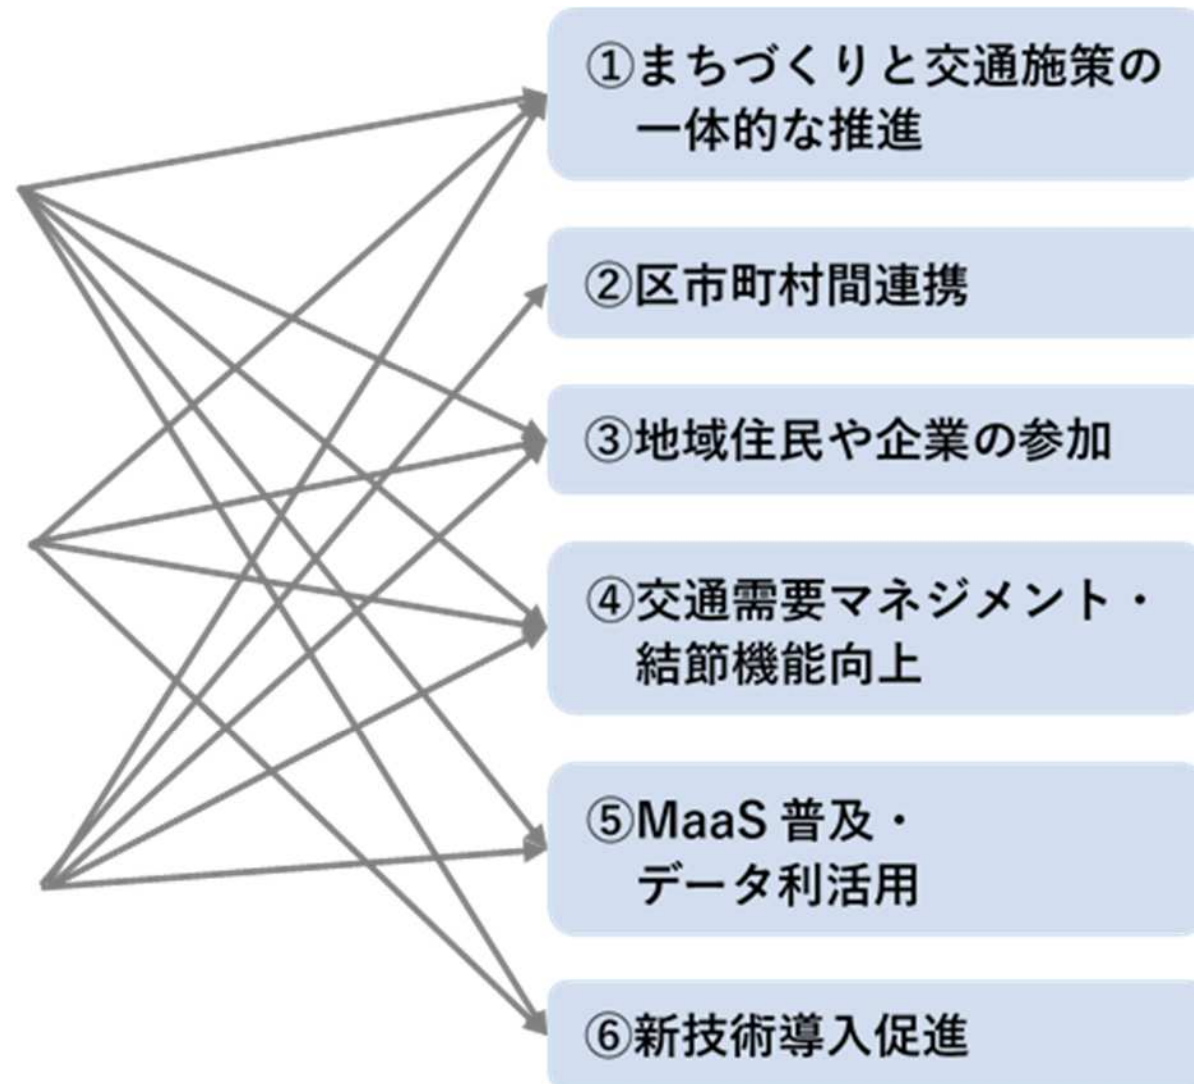 ①まちづくりと交通施策の
一体的な推進
②区市町村間連携
③地域住民や企業の参加
④交通需要マネジメント・
結節機能向上
⑤MaaS 普及・
データ利活用
⑥新技術導入促進